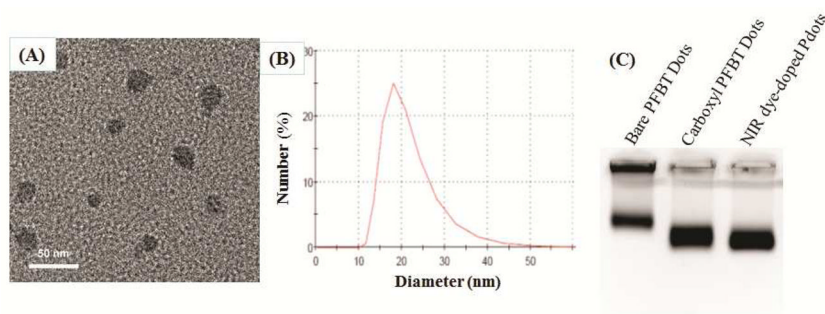 (A)
50 nm
(B)
Number (%)
30
20
10
0
0 10 20 30 40 50
Diameter (nm)
(C)
Bare PFBT Dots
Carboxyl PFBT Dots
NIR dye-doped Pdots